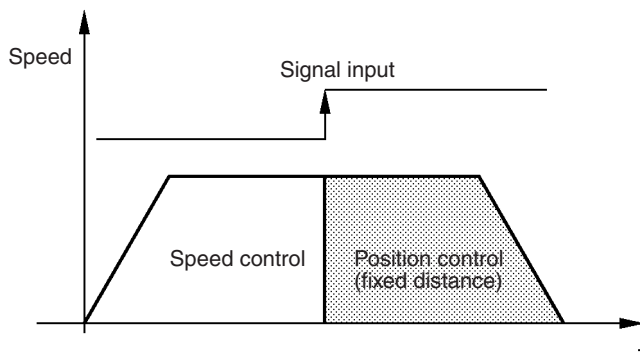 Speed
Signal input
Speed control
Position control
(fixed distance)